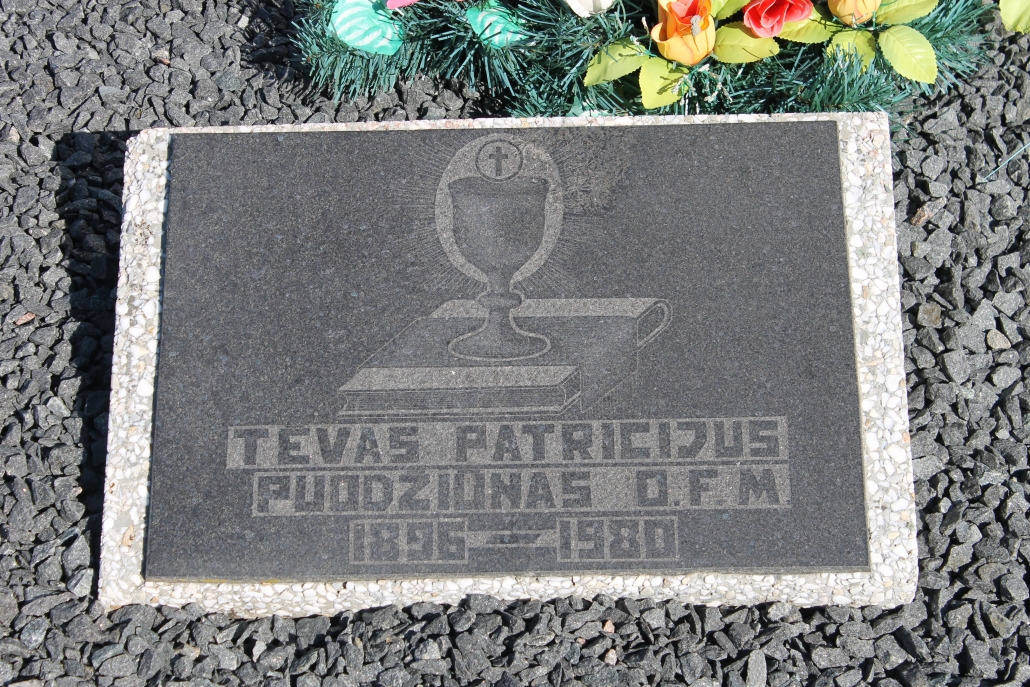 TEVAS PATRICIJUS
PUODZIUNAS O.F.M.
1896 – 1980